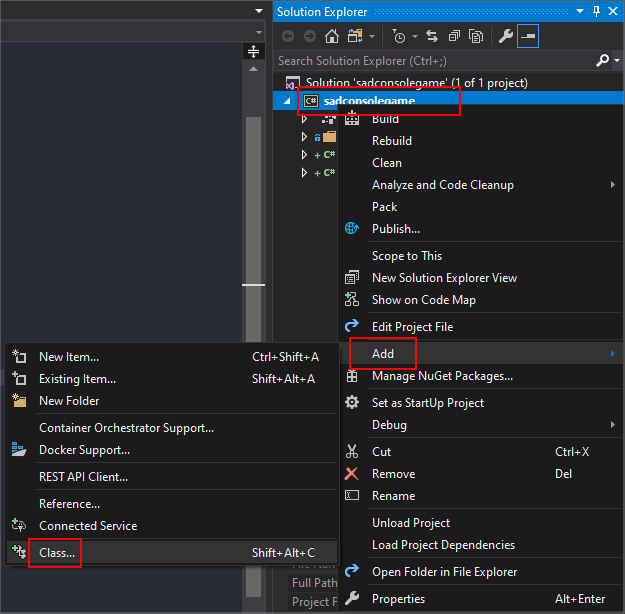 Solution Explorer
Search Solution Explorer (Ctrl+;)
Solution 'sadconsolegame' (1 of 1 project)
C# sadconsolegame
Build
C#
C#
Rebuild
Clean
Analyze and Code Cleanup
Pack
Publish...
Scope to This
New Solution Explorer View
Show on Code Map
Edit Project File
Add
Manage NuGet Packages...
Set as StartUp Project
Debug
Cut Ctrl+X
Remove Del
Rename
Unload Project
Load Project Dependencies
Open Folder in File Explorer
Properties Alt+Enter
New Item... Ctrl+Shift+A
Existing Item... Shift+Alt+A
New Folder
Container Orchestrator Support...
Docker Support...
REST API Client...
Reference...
Connected Service
Class... Shift+Alt+C
Full Path
Project F